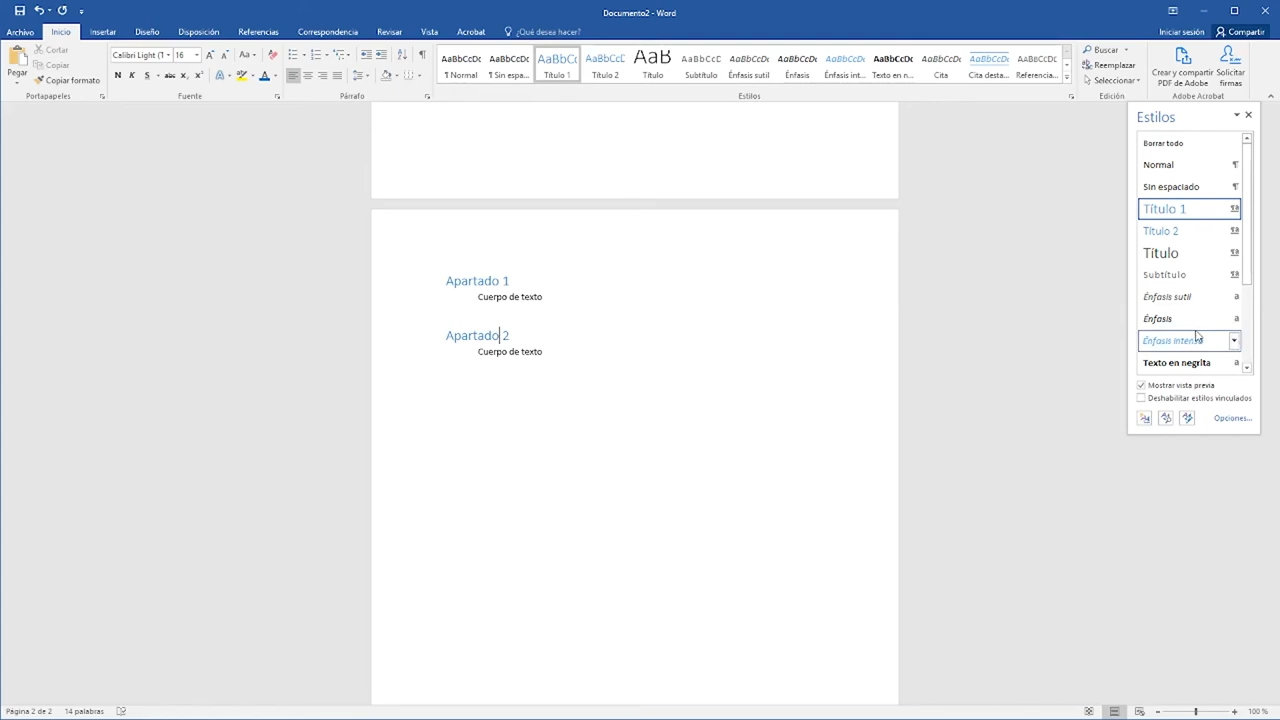 Documento2 - Word
Archivo Inicio Insertar Diseño Disposición Referencias Correspondencia Revisar Vista Acrobat ¿Qué desea hacer? Iniciar sesión Compartir
Pegar
Cortar
Copiar
Copiar formato
Portapapeles
Calibri Light (T 16
N K S abc X₂ X²
Fuente
Párrafo
AaBbCcDc AaBbCcDc AaBbCc AaBbCcD AaB AaBbCcD AaBbCcDc AaBbCcDc AaBbCcDc AaBbCcDc AaBbCcDc AaBbCcDc AaBbCcDc
¶ Normal ¶ Sin espa... Título 1 Título 2 Título Subtítulo Énfasis sutil Énfasis Énfasis int... Texto en n... Cita Cita desta... Referencia...
Estilos
Buscar
Reemplazar
Seleccionar
Edición
Crear y compartir PDF de Adobe
Solicitar firmas
Adobe Acrobat
Apartado 1
Cuerpo de texto
Apartado 2
Cuerpo de texto
Estilos
Borrar todo
Normal ¶
Sin espaciado ¶
Título 1 ¶a
Título 2 ¶a
Título ¶a
Subtítulo ¶a
Énfasis sutil a
Énfasis a
Énfasis intenso
Texto en negrita a
Mostrar vista previa
Deshabilitar estilos vinculados
Opciones...
Página 2 de 2 14 palabras 100 %